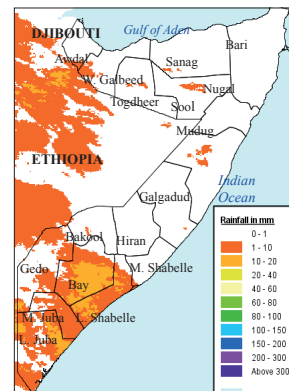 DJIBOUTI
Gulf of Aden
Bari
Awdal
Sanag
W. Galbeed
Togdheer
Sool
Nugal
Mudug
ETHIOPIA
Indian
Ocean
Galgadud
Bakool
Hiran
Gedo
M. Shabelle
Bay
M. Juba
L. Shabelle
L. Juba
Rainfall in mm
0 - 1
1 - 10
10 - 20
20 - 40
40 - 60
60 - 80
80 - 100
100 - 150
150 - 200
200 - 300
Above 300